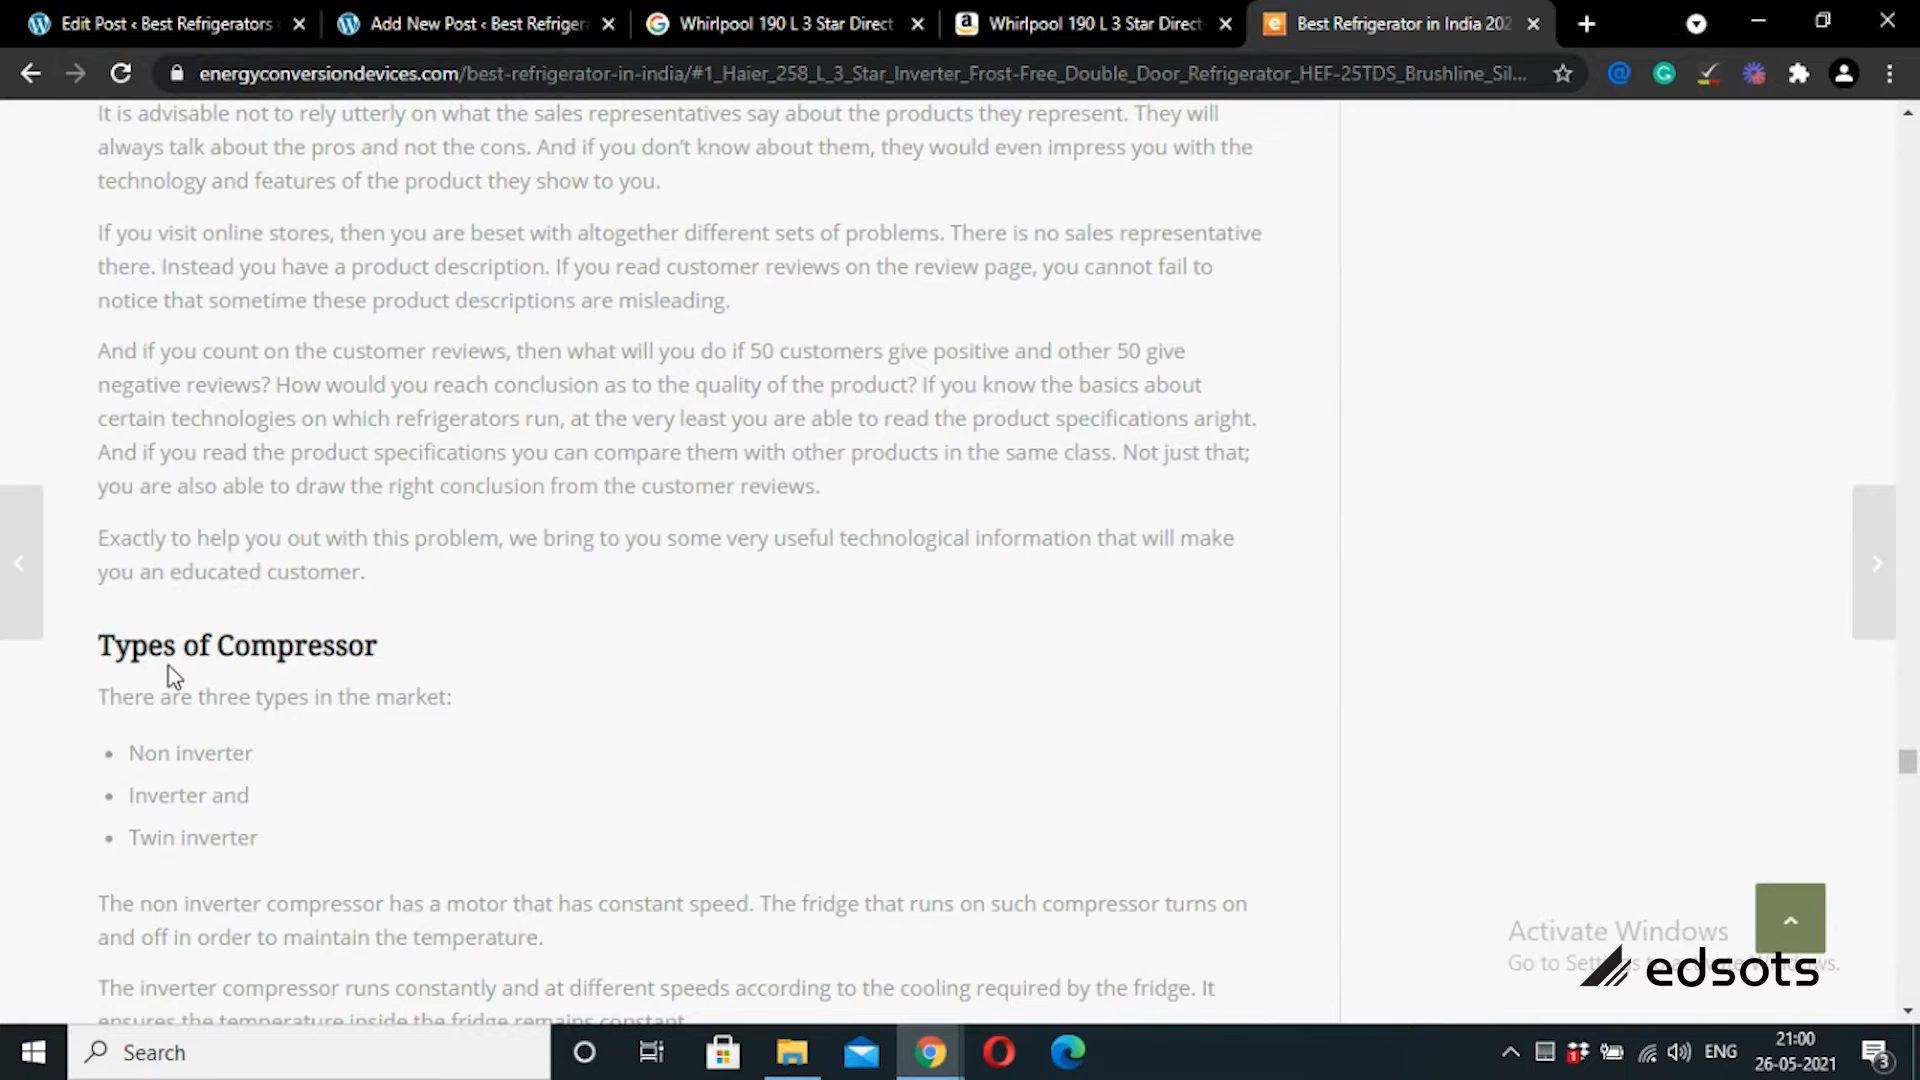 Edit Post ‹ Best Refrigerators
Add New Post ‹ Best Refriger
Whirlpool 190 L 3 Star Direct
Whirlpool 190 L 3 Star Direct
Best Refrigerator in India 202
energyconversiondevices.com/best-refrigerator-in-india/#1_Haier_258_L_3_Star_Inverter_Frost-Free_Double_Door_Refrigerator_HEF-25TDS_Brushline_Sil...
It is advisable not to rely utterly on what the sales representatives say about the products they represent. They will
always talk about the pros and not the cons. And if you don’t know about them, they would even impress you with the
technology and features of the product they show to you.
If you visit online stores, then you are beset with altogether different sets of problems. There is no sales representative
there. Instead you have a product description. If you read customer reviews on the review page, you cannot fail to
notice that sometime these product descriptions are misleading.
And if you count on the customer reviews, then what will you do if 50 customers give positive and other 50 give
negative reviews? How would you reach conclusion as to the quality of the product? If you know the basics about
certain technologies on which refrigerators run, at the very least you are able to read the product specifications aright.
And if you read the product specifications you can compare them with other products in the same class. Not just that;
you are also able to draw the right conclusion from the customer reviews.
Exactly to help you out with this problem, we bring to you some very useful technological information that will make
you an educated customer.
Types of Compressor
There are three types in the market:
• Non inverter
• Inverter and
• Twin inverter
The non inverter compressor has a motor that has constant speed. The fridge that runs on such compressor turns on
and off in order to maintain the temperature.
The inverter compressor runs constantly and at different speeds according to the cooling required by the fridge. It
ensures the temperature inside the fridge remains constant
Activate Windows
Go to
edsots
Search
ENG
21:00
26-05-2021
3